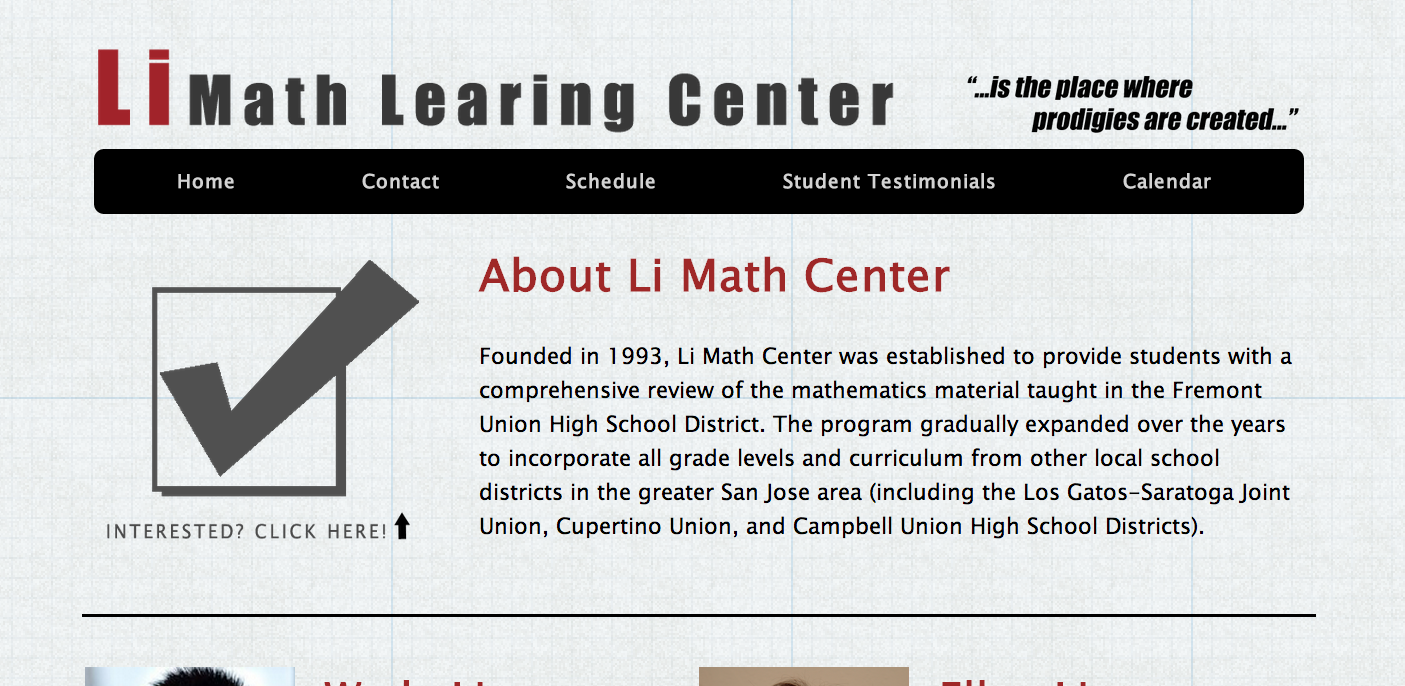 Li Math Learing Center
“...is the place where
prodigies are created...”
Home Contact Schedule Student Testimonials Calendar
About Li Math Center
Founded in 1993, Li Math Center was established to provide students with a
comprehensive review of the mathematics material taught in the Fremont
Union High School District. The program gradually expanded over the years
to incorporate all grade levels and curriculum from other local school
districts in the greater San Jose area (including the Los Gatos-Saratoga Joint
Union, Cupertino Union, and Campbell Union High School Districts).
INTERESTED? CLICK HERE!